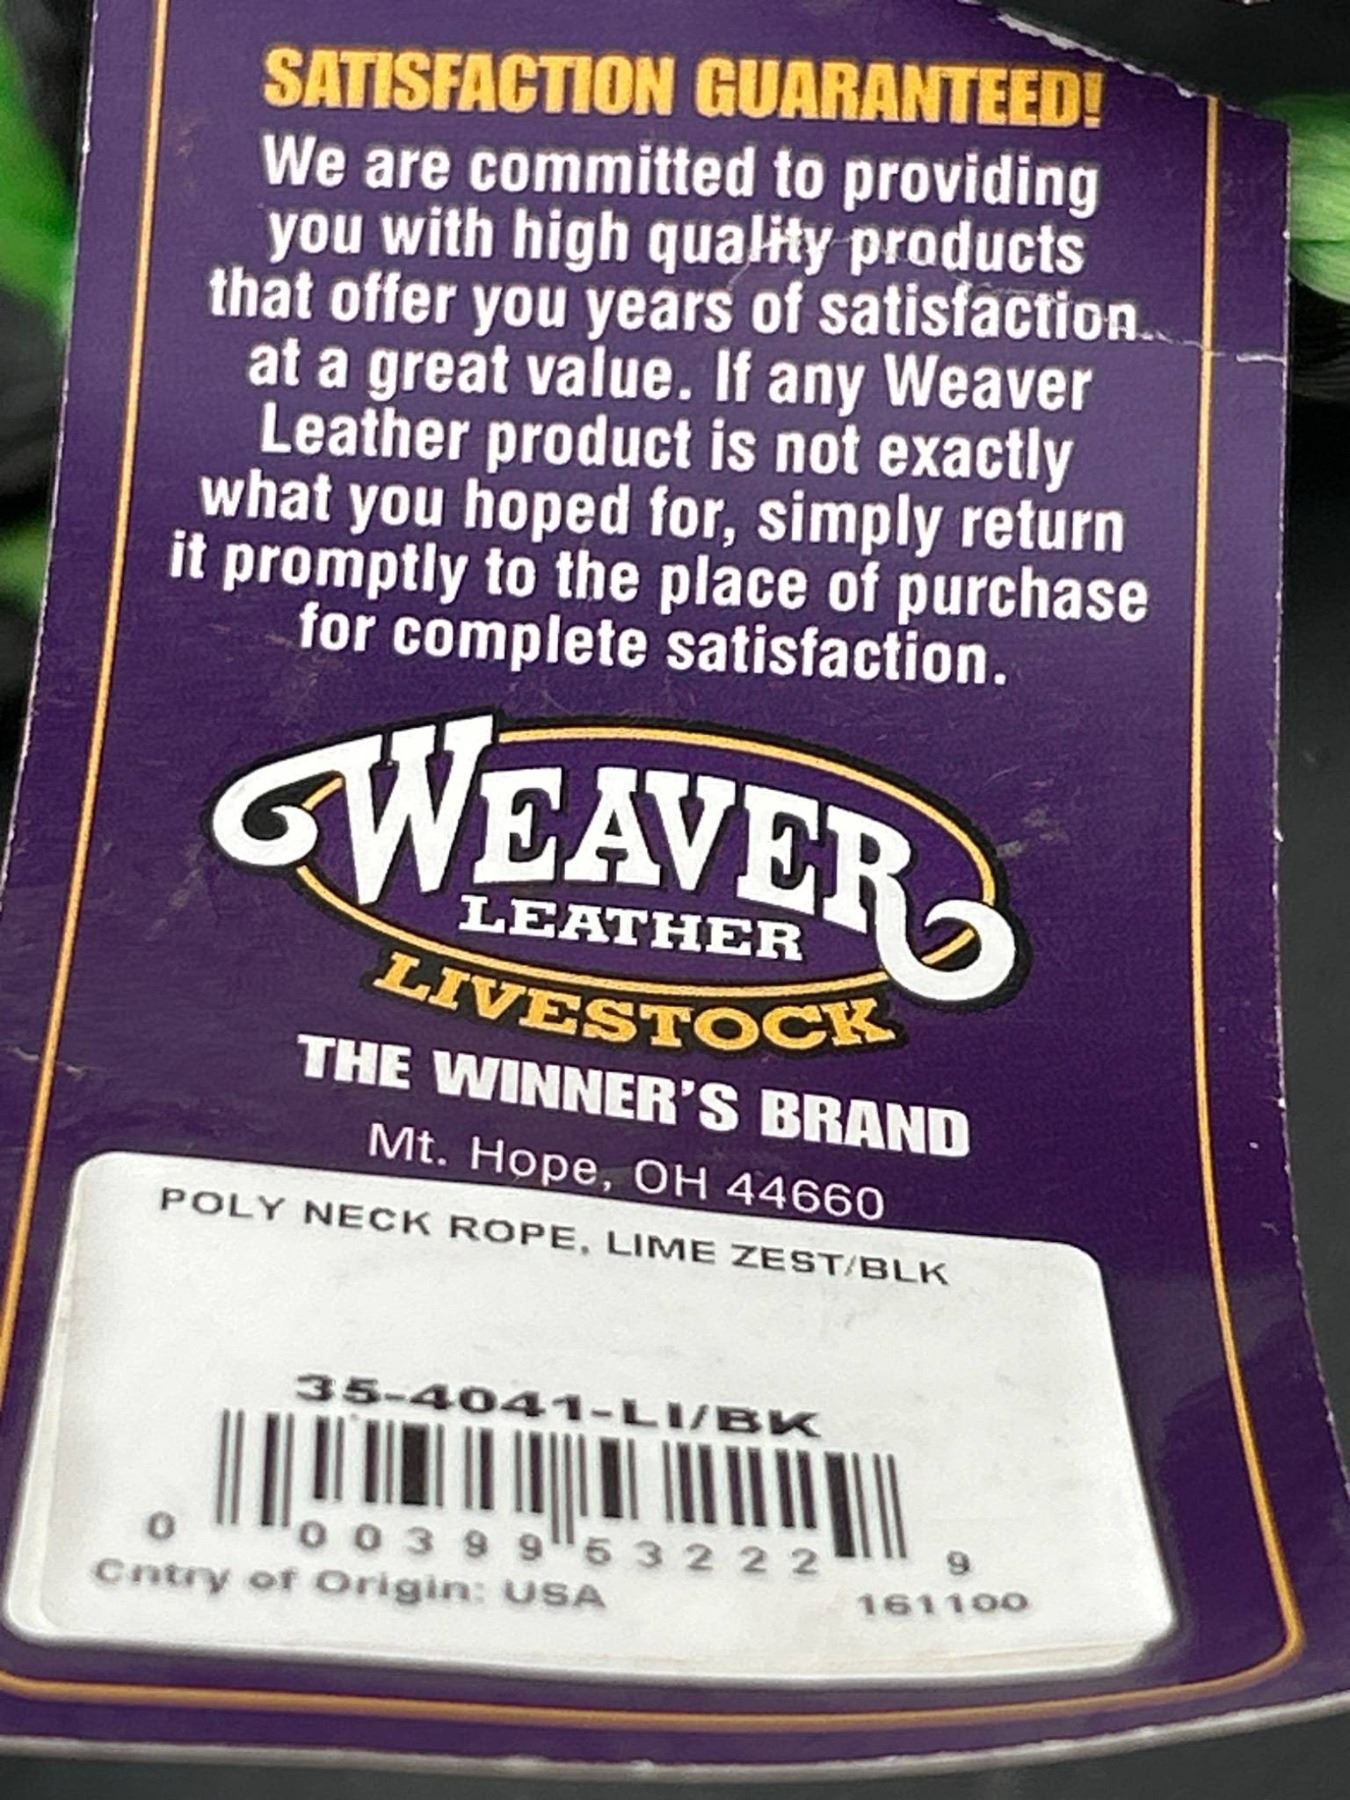 SATISFACTION GUARANTEED!
We are committed to providing
you with high quality products
that offer you years of satisfaction
at a great value. If any Weaver
Leather product is not exactly
what you hoped for, simply return
it promptly to the place of purchase
for complete satisfaction.
WEAVER
LEATHER
LIVESTOCK
THE WINNER'S BRAND
Mt. Hope, OH 44660
POLY NECK ROPE, LIME ZEST/BLK
35-4041-LI/BK
0 00399 53222 9
Cntry of Origin: USA 161100